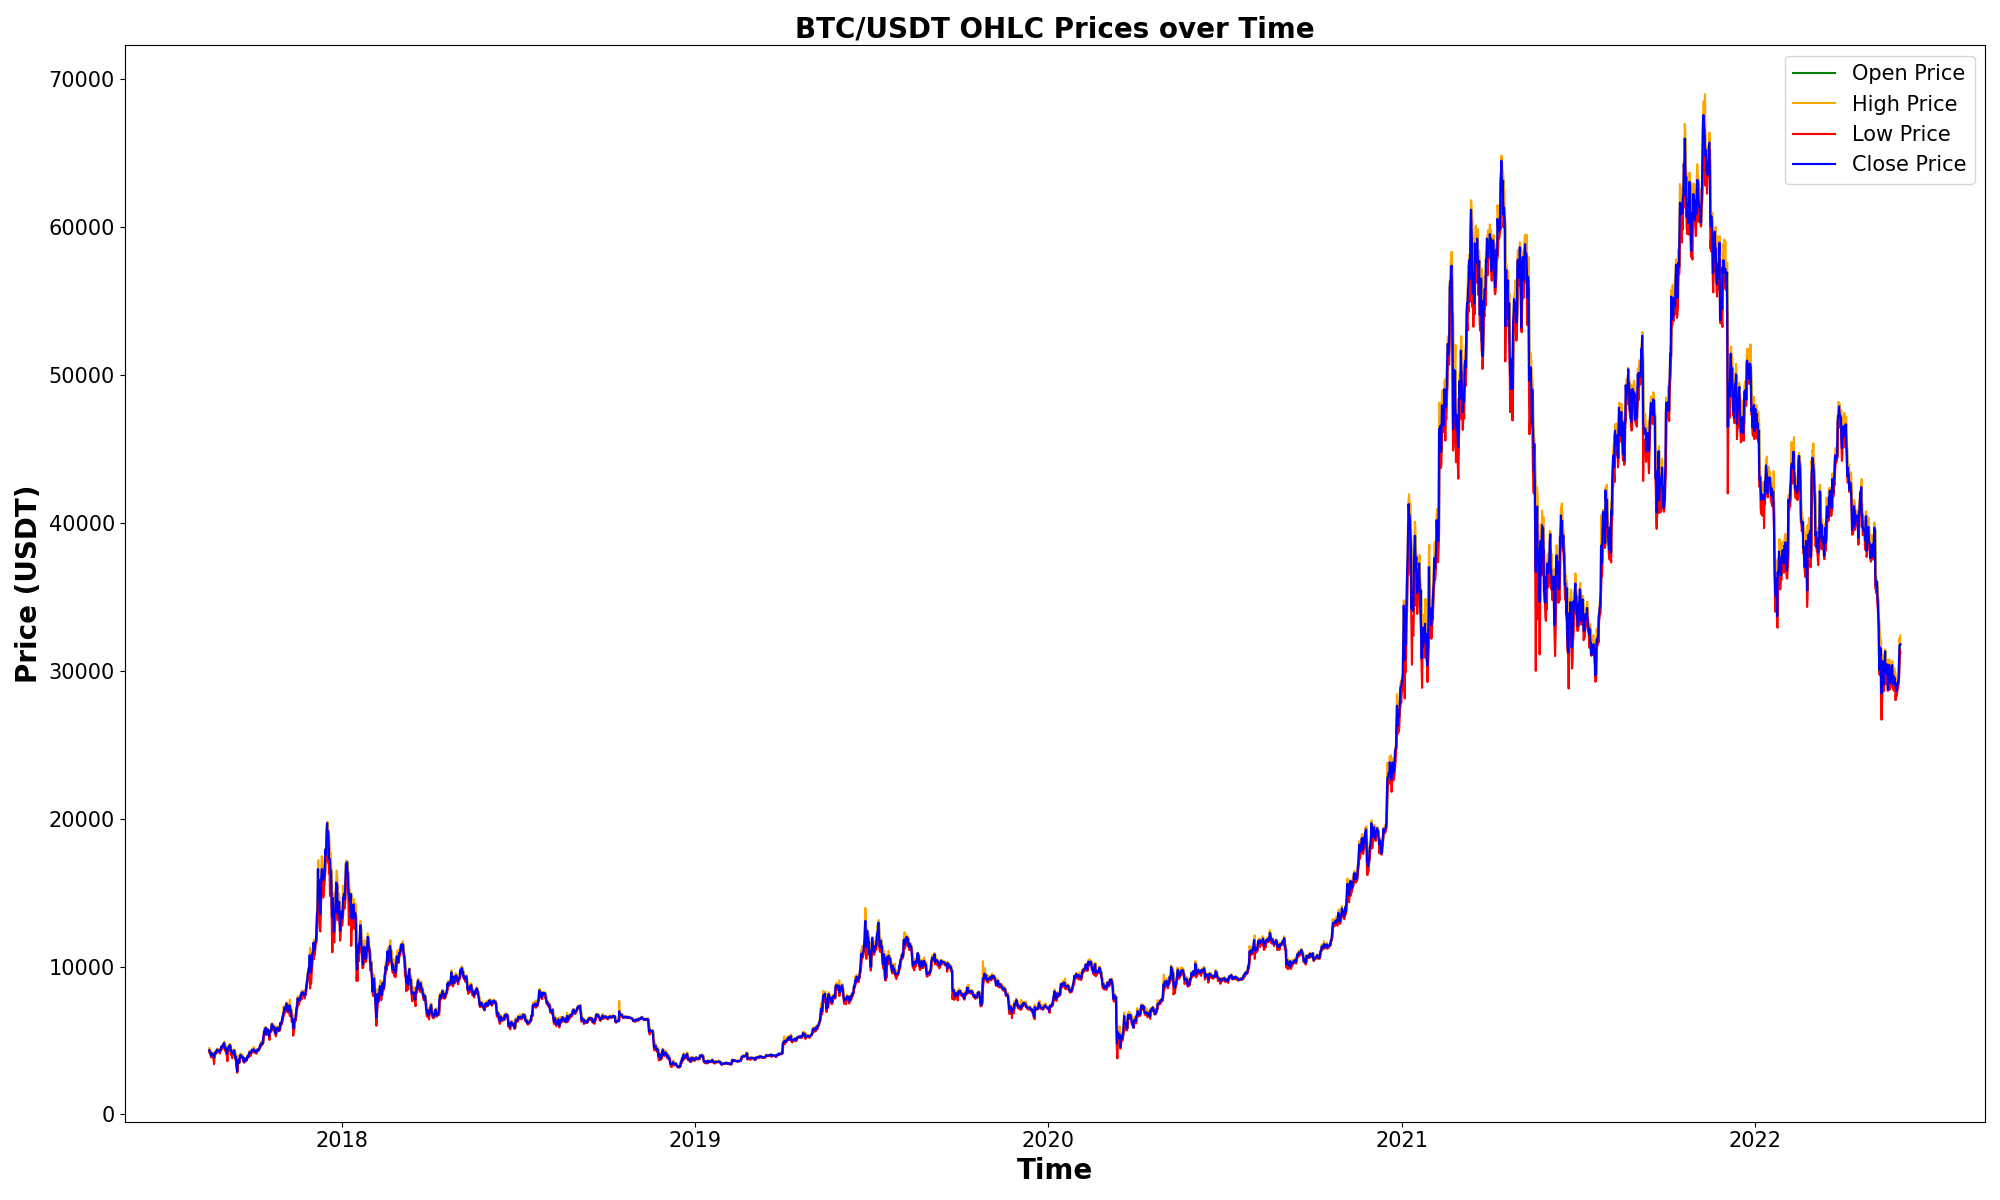 BTC/USDT OHLC Prices over Time
Price (USDT)
70000
60000
50000
40000
30000
20000
10000
0
Open Price
High Price
Low Price
Close Price
2018
2019
2020
2021
2022
Time